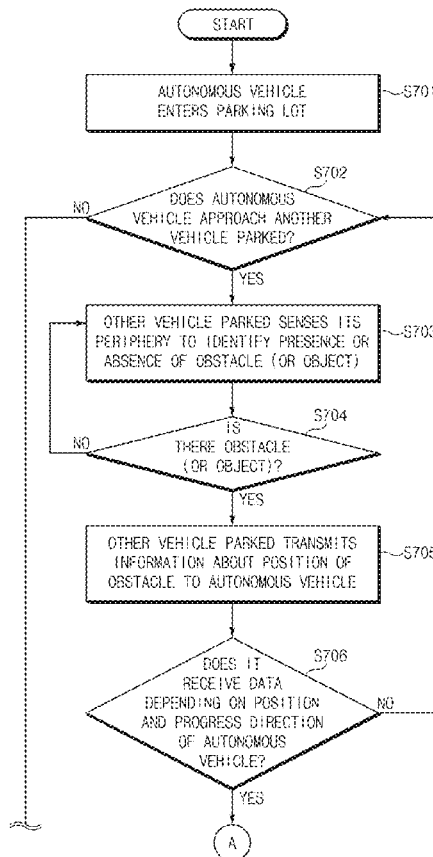 START
AUTONOMOUS VEHICLE
ENTERS PARKING LOT
S701
S702
NO
DOES AUTONOMOUS
VEHICLE APPROACH ANOTHER
VEHICLE PARKED?
YES
OTHER VEHICLE PARKED SENSES ITS
PERIPHERY TO IDENTIFY PRESENCE OR
ABSENCE OF OBSTACLE (OR OBJECT)
S703
S704
NO
IS
THERE OBSTACLE
(OR OBJECT)?
YES
OTHER VEHICLE PARKED TRANSMITS
INFORMATION ABOUT POSITION OF
OBSTACLE TO AUTONOMOUS VEHICLE
S705
S706
DOES IT
RECEIVE DATA
DEPENDING ON POSITION
AND PROGRESS DIRECTION
OF AUTONOMOUS
VEHICLE?
NO
YES
A